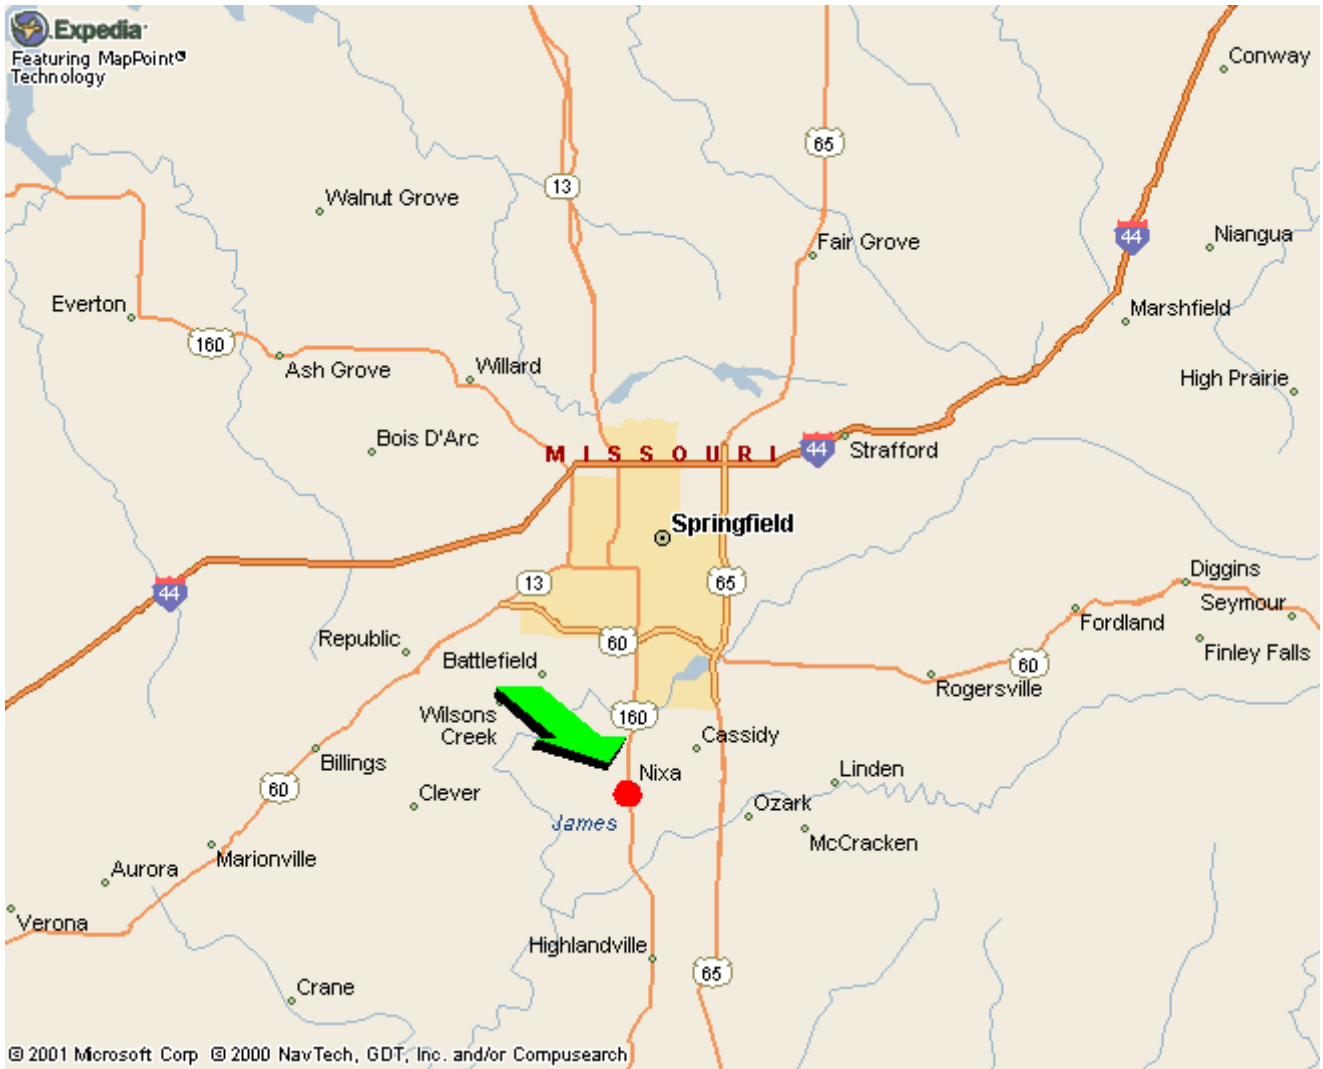 Expedia
Featuring MapPoint®
Technology
Conway
65
13
Walnut Grove
44
Niangua
Fair Grove
Everton
Marshfield
160
Ash Grove
Willard
High Prairie
Bois D'Arc
MISSOURI
44
Strafford
Springfield
13
65
Diggins
44
Seymour
Fordland
Republic
60
Finley Falls
Battlefield
60
Rogersville
Wilsons
Creek
160
Cassidy
Billings
Nixa
Linden
60
Clever
Ozark
James
McCracken
Marionville
Aurora
Verona
Highlandville
65
Crane
© 2001 Microsoft Corp © 2000 NavTech, GDT, Inc. and/or Compusearch